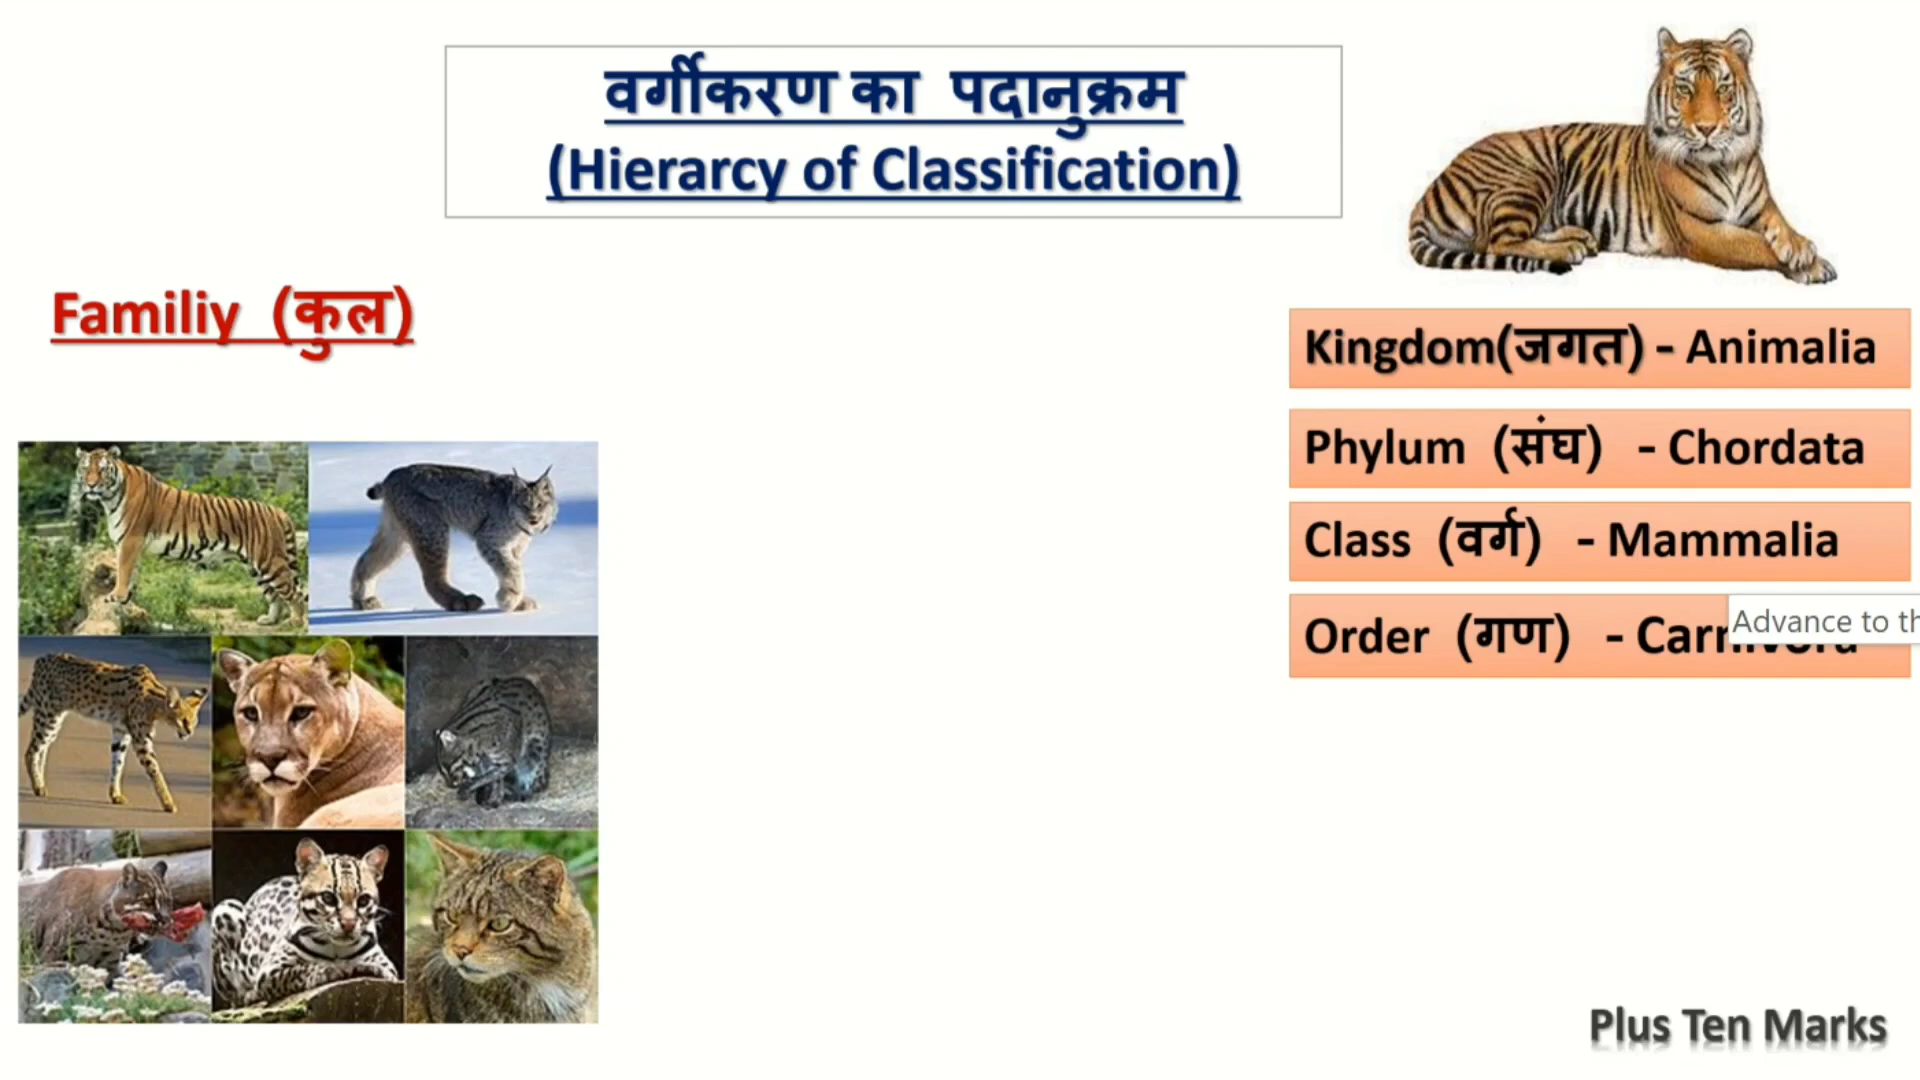 वर्गीकरण का पदानुक्रम
(Hierarcy of Classification)
Familiy (कुल)
Kingdom(जगत) - Animalia
Phylum (संघ) - Chordata
Class (वर्ग) - Mammalia
Order (गण) - Carnivora
Advance to th
Plus Ten Marks